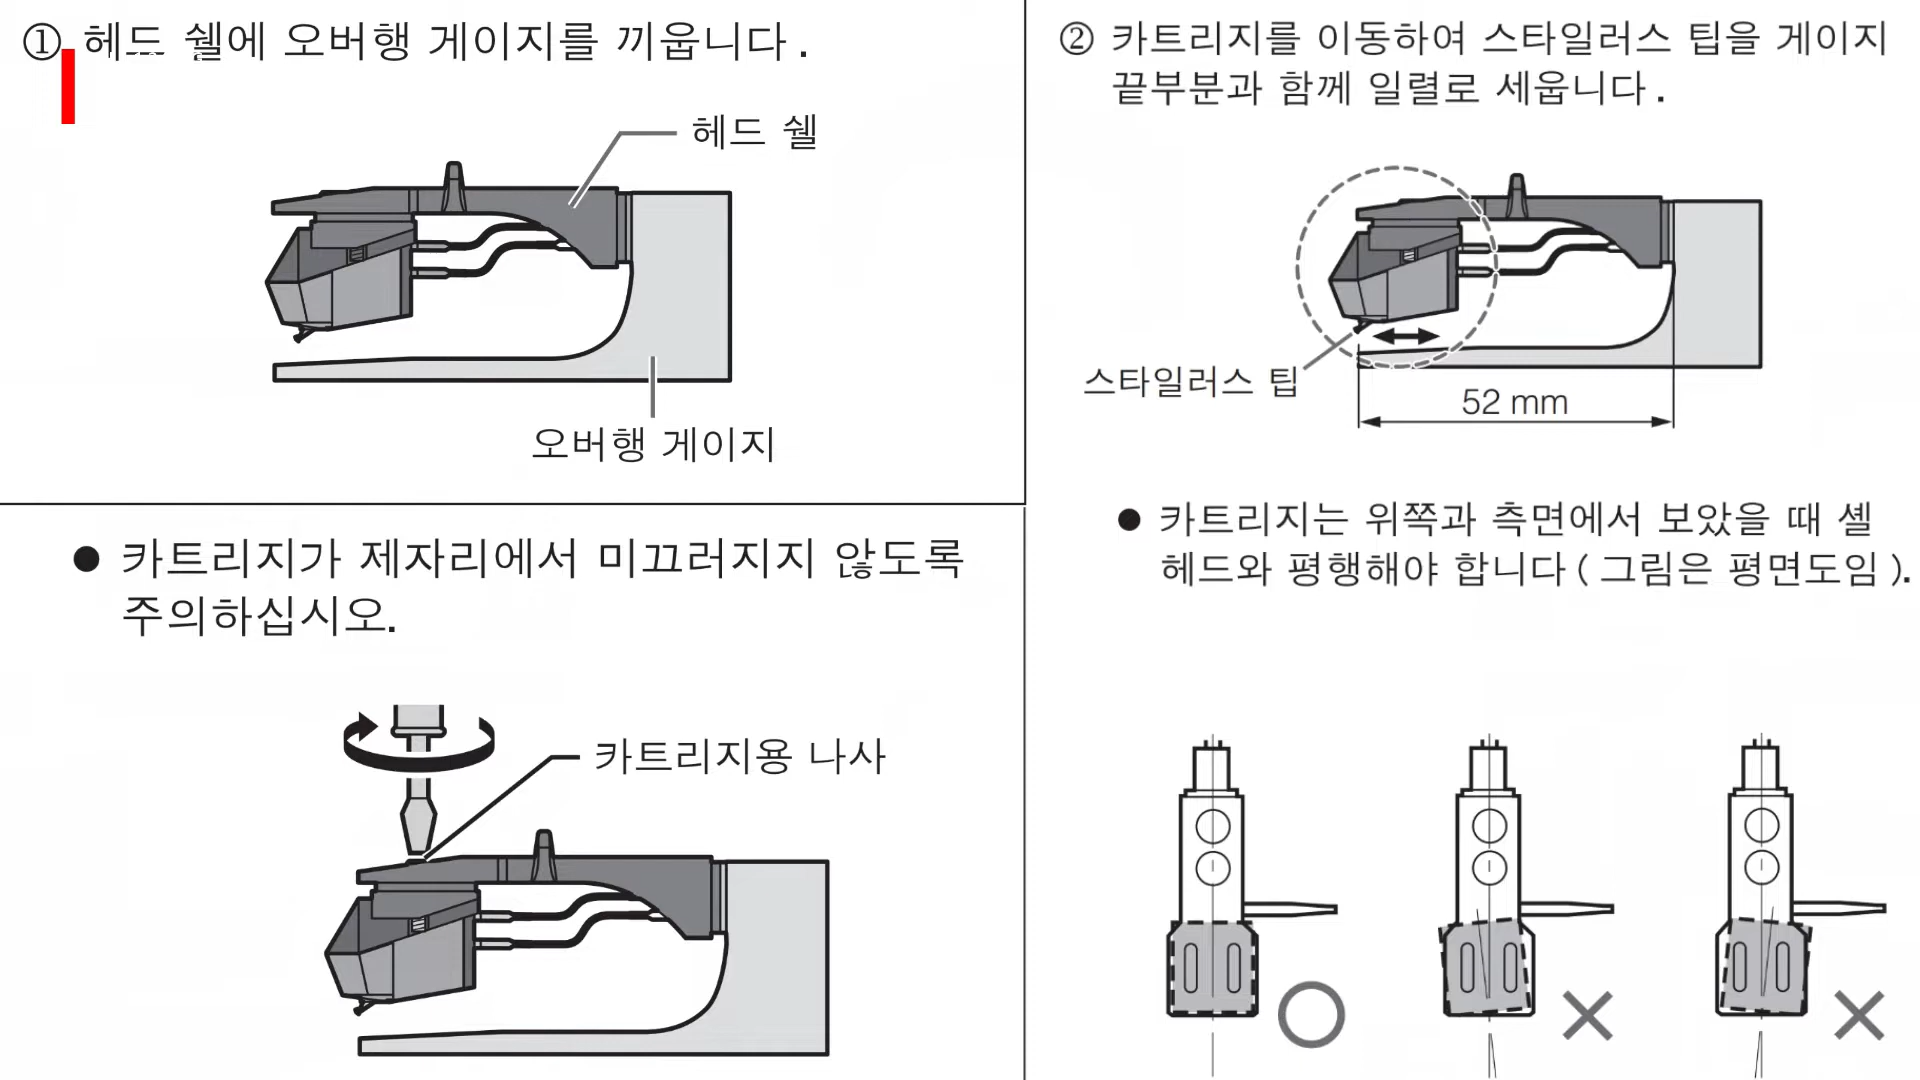 ① 헤드 쉘에 오버행 게이지를 끼웁니다.
헤드 쉘
오버행 게이지
② 카트리지를 이동하여 스타일러스 팁을 게이지
끝부분과 함께 일렬로 세웁니다.
스타일러스 팁
52 mm
● 카트리지가 제자리에서 미끄러지지 않도록
주의하십시오.
카트리지용 나사
● 카트리지는 위쪽과 측면에서 보았을 때 셸
헤드와 평행해야 합니다 ( 그림은 평면도임 ).